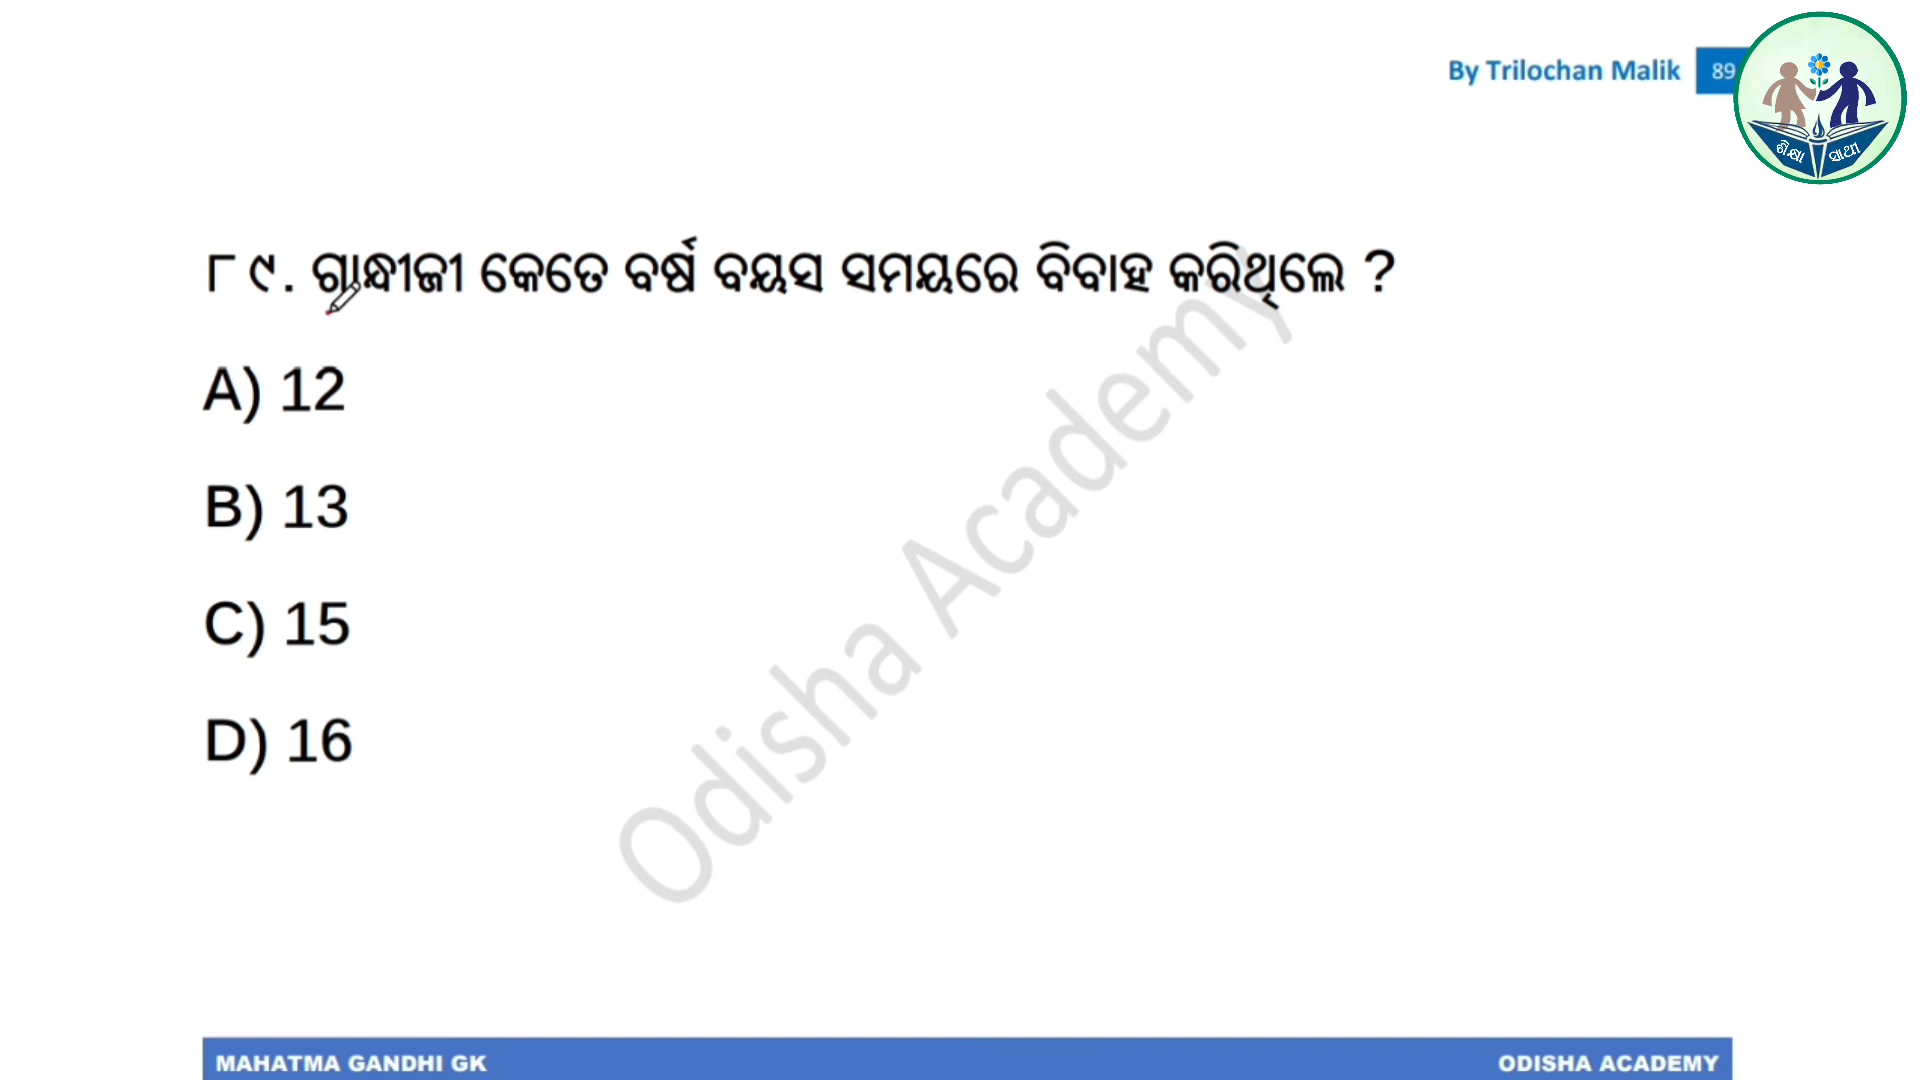 By Trilochan Malik 89
ଶିକ୍ଷା ସାଥୀ
୮୯. ଗାନ୍ଧୀଜୀ କେତେ ବର୍ଷ ବୟସ ସମୟରେ ବିବାହ କରିଥିଲେ ?
A) 12
B) 13
C) 15
D) 16
Odisha Academy
MAHATMA GANDHI GK
ODISHA ACADEMY